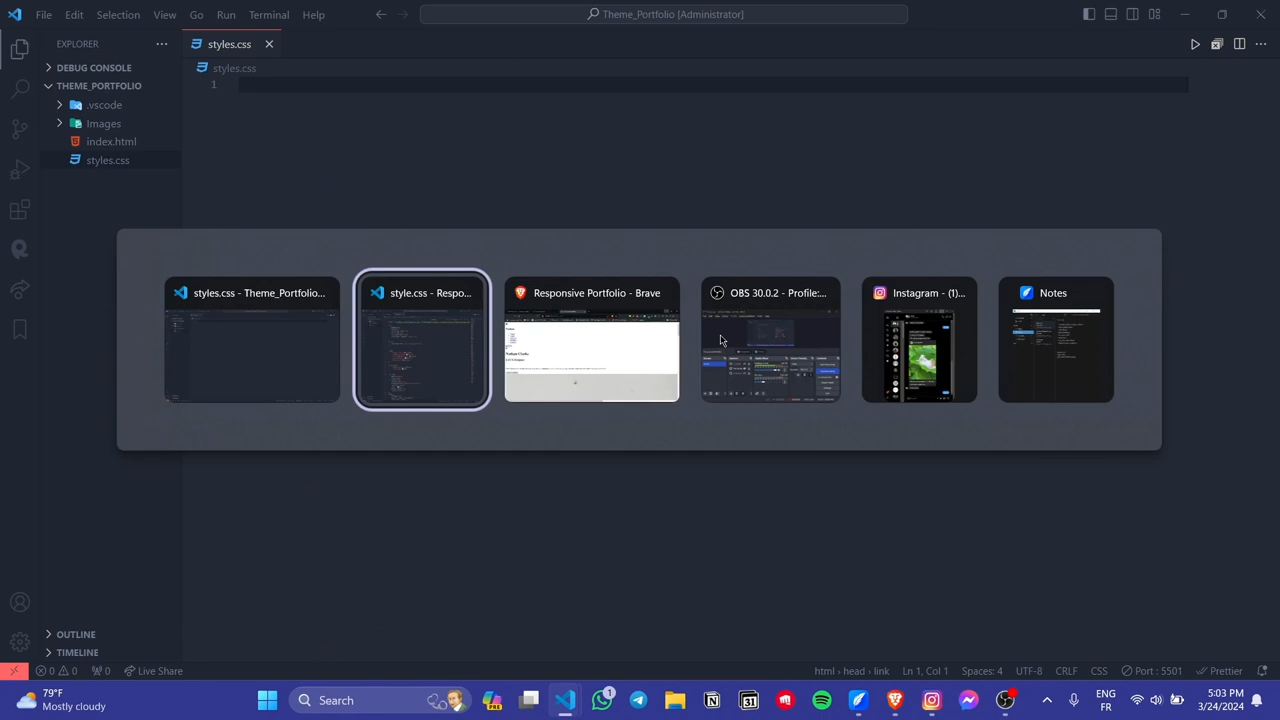 File Edit Selection View Go Run Terminal Help
Theme_Portfolio [Administrator]
EXPLORER
styles.css
DEBUG CONSOLE
styles.css
THEME_PORTFOLIO
1
.vscode
Images
index.html
styles.css
styles.css - Theme_Portfolio...
style.css - Respo...
Responsive Portfolio - Brave
OBS 30.0.2 - Profile:...
Instagram - (1)...
Notes
OUTLINE
TIMELINE
0 0 0 Live Share
html › head › link Ln 1, Col 1 Spaces: 4 UTF-8 CRLF CSS Port : 5501 Prettier
79°F
Mostly cloudy
Search
31
1
ENG
FR
5:03 PM
3/24/2024